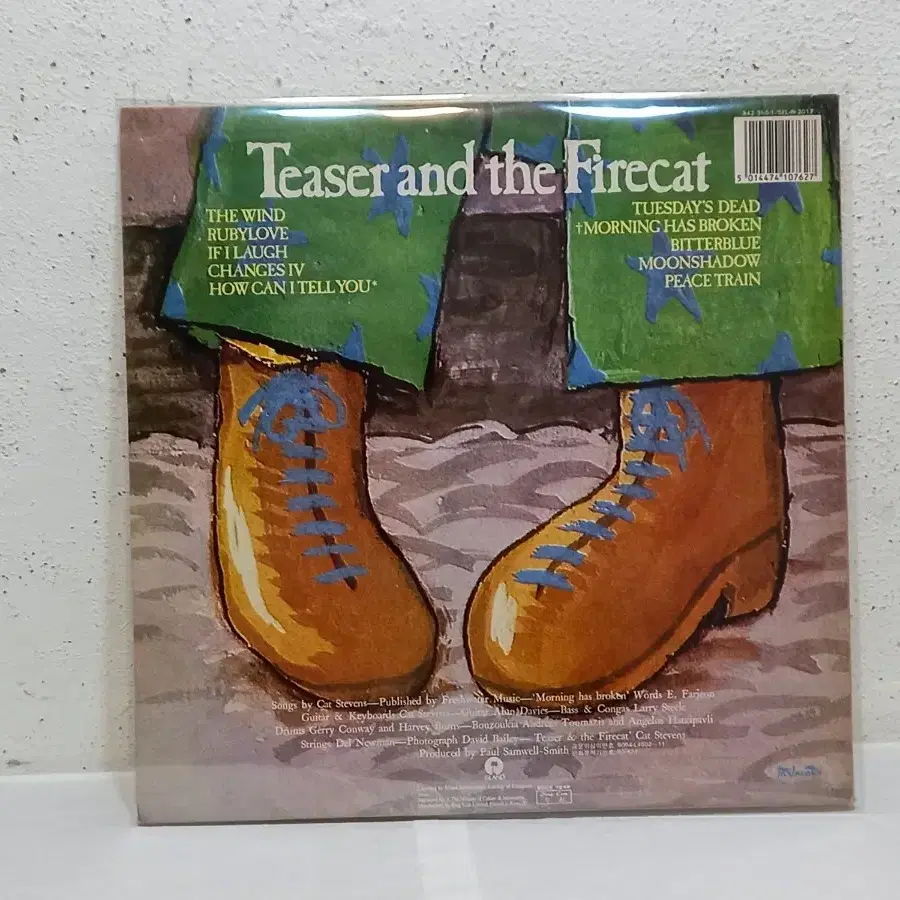 Teaser and the Firecat
5 014474 107627
THE WIND
RUBYLOVE
IF I LAUGH
CHANGES IV
HOW CAN I TELL YOU*
TUESDAY'S DEAD
†MORNING HAS BROKEN
BITTERBLUE
MOONSHADOW
PEACE TRAIN
Songs by Cat Stevens—Published by Freshwater Music—'Morning has broken' Words E. Farjeon
Guitar & Keyboards Cat Stevens—Guitar Alun Davies—Bass & Congas Larry Steele
Drums Gerry Conway and Harvey Burns—Bouzoukia Andreas Toumazis and Angelos Hatzipavli
Strings Del Newman—Photograph David Bailey—'Teaser & the Firecat' Cat Stevens
Produced by Paul Samwell-Smith
ISLAND